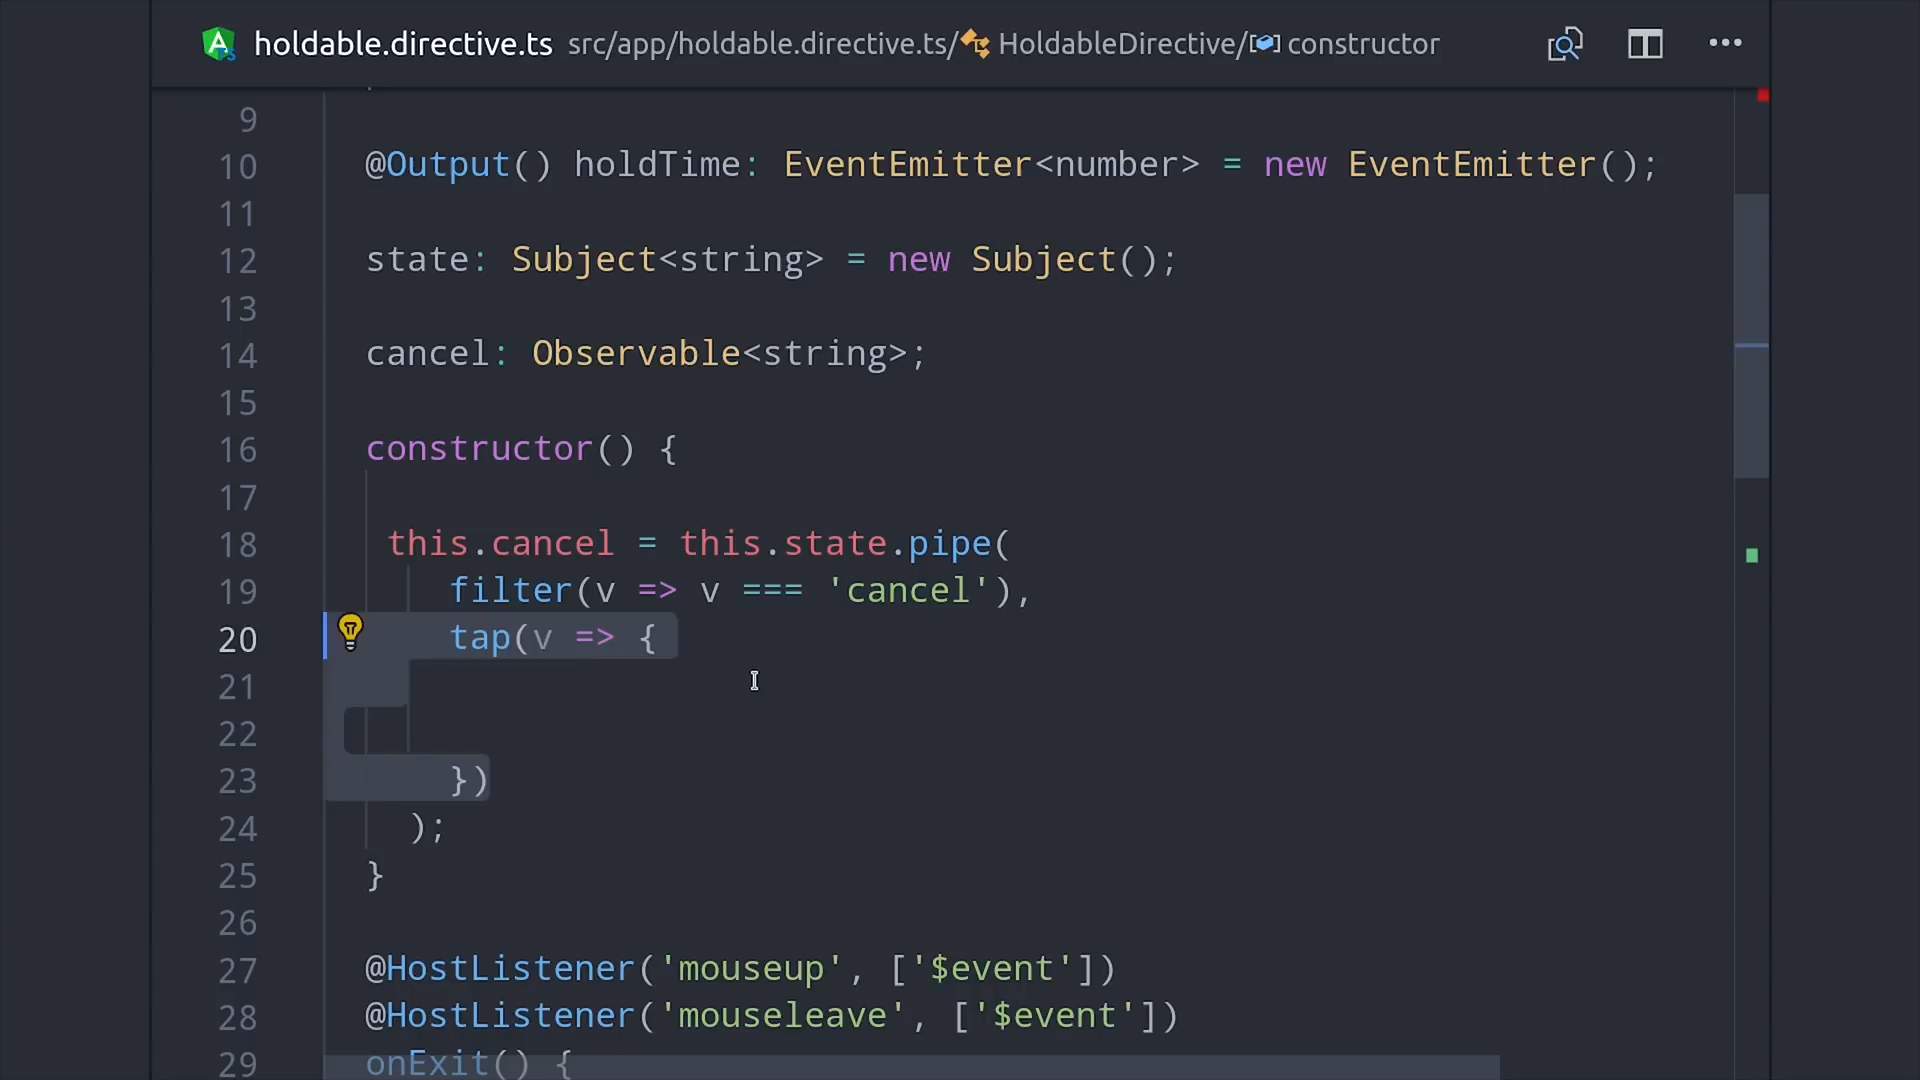 holdable.directive.ts src/app/holdable.directive.ts/ HoldableDirective/ constructor
9
10 @Output() holdTime: EventEmitter<number> = new EventEmitter();
11
12 state: Subject<string> = new Subject();
13
14 cancel: Observable<string>;
15
16 constructor() {
17
18 this.cancel = this.state.pipe(
19 filter(v => v === 'cancel'),
20 tap(v => {
21
22
23 })
24 );
25 }
26
27 @HostListener('mouseup', ['$event'])
28 @HostListener('mouseleave', ['$event'])
29 onExit() {